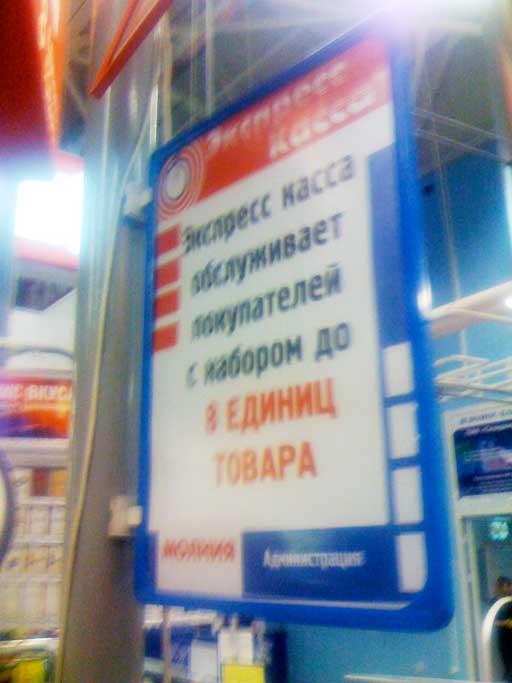 Экспресс
касса!
Экспресс касса
обслуживает
покупателей
с набором до
8 ЕДИНИЦ
ТОВАРА
МОЛНИЯ
Администрация